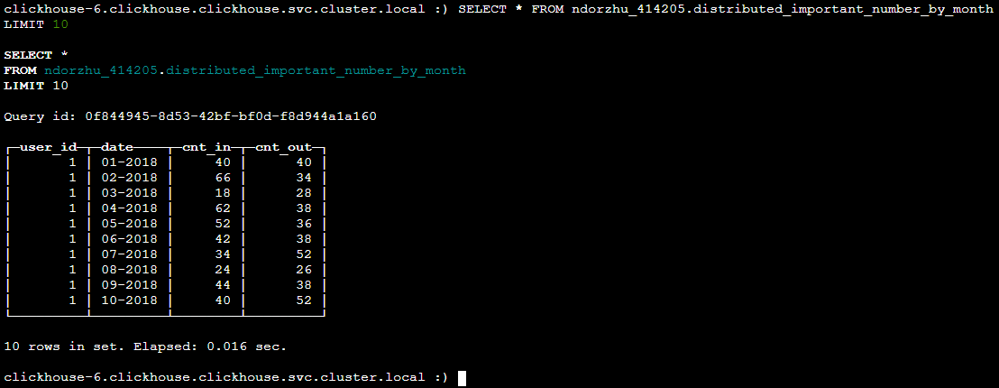 clickhouse-6.clickhouse.clickhouse.svc.cluster.local :) SELECT * FROM ndorzhu_414205.distributed_important_number_by_month
LIMIT 10
SELECT *
FROM ndorzhu_414205.distributed_important_number_by_month
LIMIT 10
Query id: 0f844945-8d53-42bf-bf0d-f8d944a1a160
┌─user_id─┬─date────┬─cnt_in─┬─cnt_out─┐
│       1 │ 01-2018 │     40 │      40 │
│       1 │ 02-2018 │     66 │      34 │
│       1 │ 03-2018 │     18 │      28 │
│       1 │ 04-2018 │     62 │      38 │
│       1 │ 05-2018 │     52 │      36 │
│       1 │ 06-2018 │     42 │      38 │
│       1 │ 07-2018 │     34 │      52 │
│       1 │ 08-2018 │     24 │      26 │
│       1 │ 09-2018 │     44 │      38 │
│       1 │ 10-2018 │     40 │      52 │
└─────────┴─────────┴────────┴─────────┘
10 rows in set. Elapsed: 0.016 sec.
clickhouse-6.clickhouse.clickhouse.svc.cluster.local :)